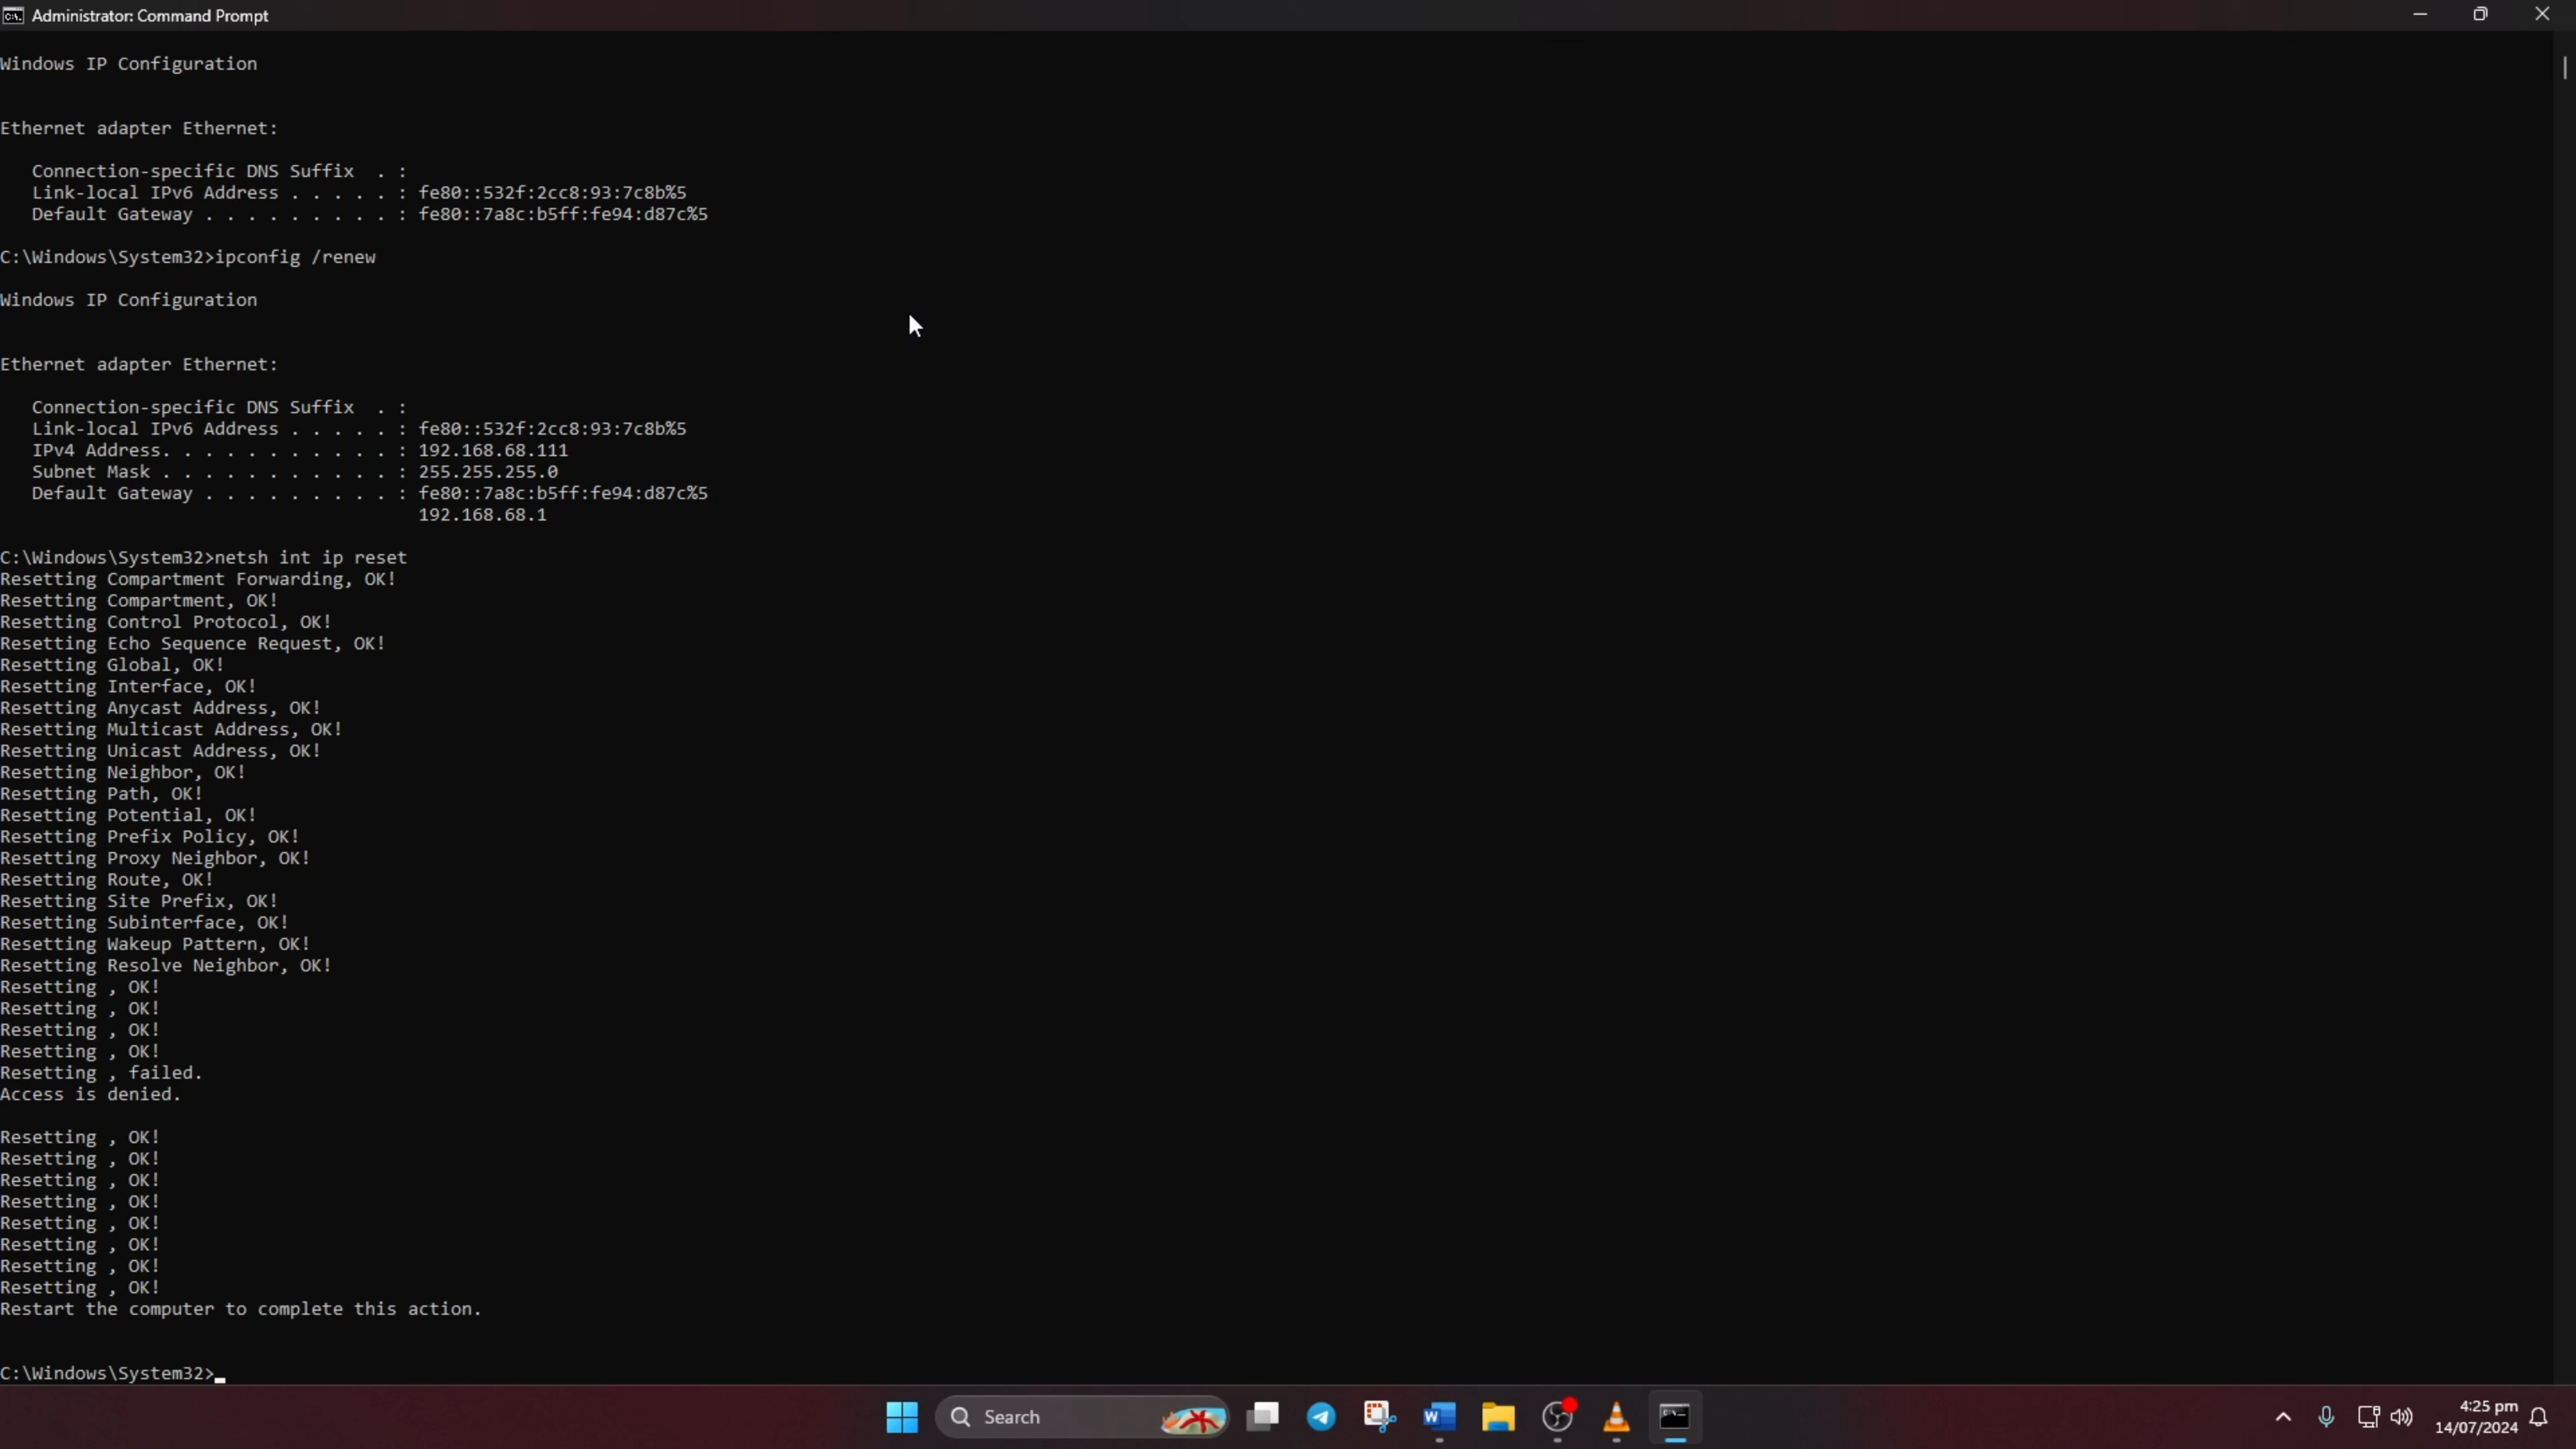 Administrator: Command Prompt
Windows IP Configuration
Ethernet adapter Ethernet:
Connection-specific DNS Suffix . :
Link-local IPv6 Address . . . . . : fe80::532f:2cc8:93:7c8b%5
Default Gateway . . . . . . . . . : fe80::7a8c:b5ff:fe94:d87c%5
C:\Windows\System32>ipconfig /renew
Windows IP Configuration
Ethernet adapter Ethernet:
Connection-specific DNS Suffix . :
Link-local IPv6 Address . . . . . : fe80::532f:2cc8:93:7c8b%5
IPv4 Address. . . . . . . . . . . : 192.168.68.111
Subnet Mask . . . . . . . . . . . : 255.255.255.0
Default Gateway . . . . . . . . . : fe80::7a8c:b5ff:fe94:d87c%5
192.168.68.1
C:\Windows\System32>netsh int ip reset
Resetting Compartment Forwarding, OK!
Resetting Compartment, OK!
Resetting Control Protocol, OK!
Resetting Echo Sequence Request, OK!
Resetting Global, OK!
Resetting Interface, OK!
Resetting Anycast Address, OK!
Resetting Multicast Address, OK!
Resetting Unicast Address, OK!
Resetting Neighbor, OK!
Resetting Path, OK!
Resetting Potential, OK!
Resetting Prefix Policy, OK!
Resetting Proxy Neighbor, OK!
Resetting Route, OK!
Resetting Site Prefix, OK!
Resetting Subinterface, OK!
Resetting Wakeup Pattern, OK!
Resetting Resolve Neighbor, OK!
Resetting , OK!
Resetting , OK!
Resetting , OK!
Resetting , OK!
Resetting , failed.
Access is denied.
Resetting , OK!
Resetting , OK!
Resetting , OK!
Resetting , OK!
Resetting , OK!
Resetting , OK!
Resetting , OK!
Resetting , OK!
Restart the computer to complete this action.
C:\Windows\System32>
Search
4:25 pm
14/07/2024